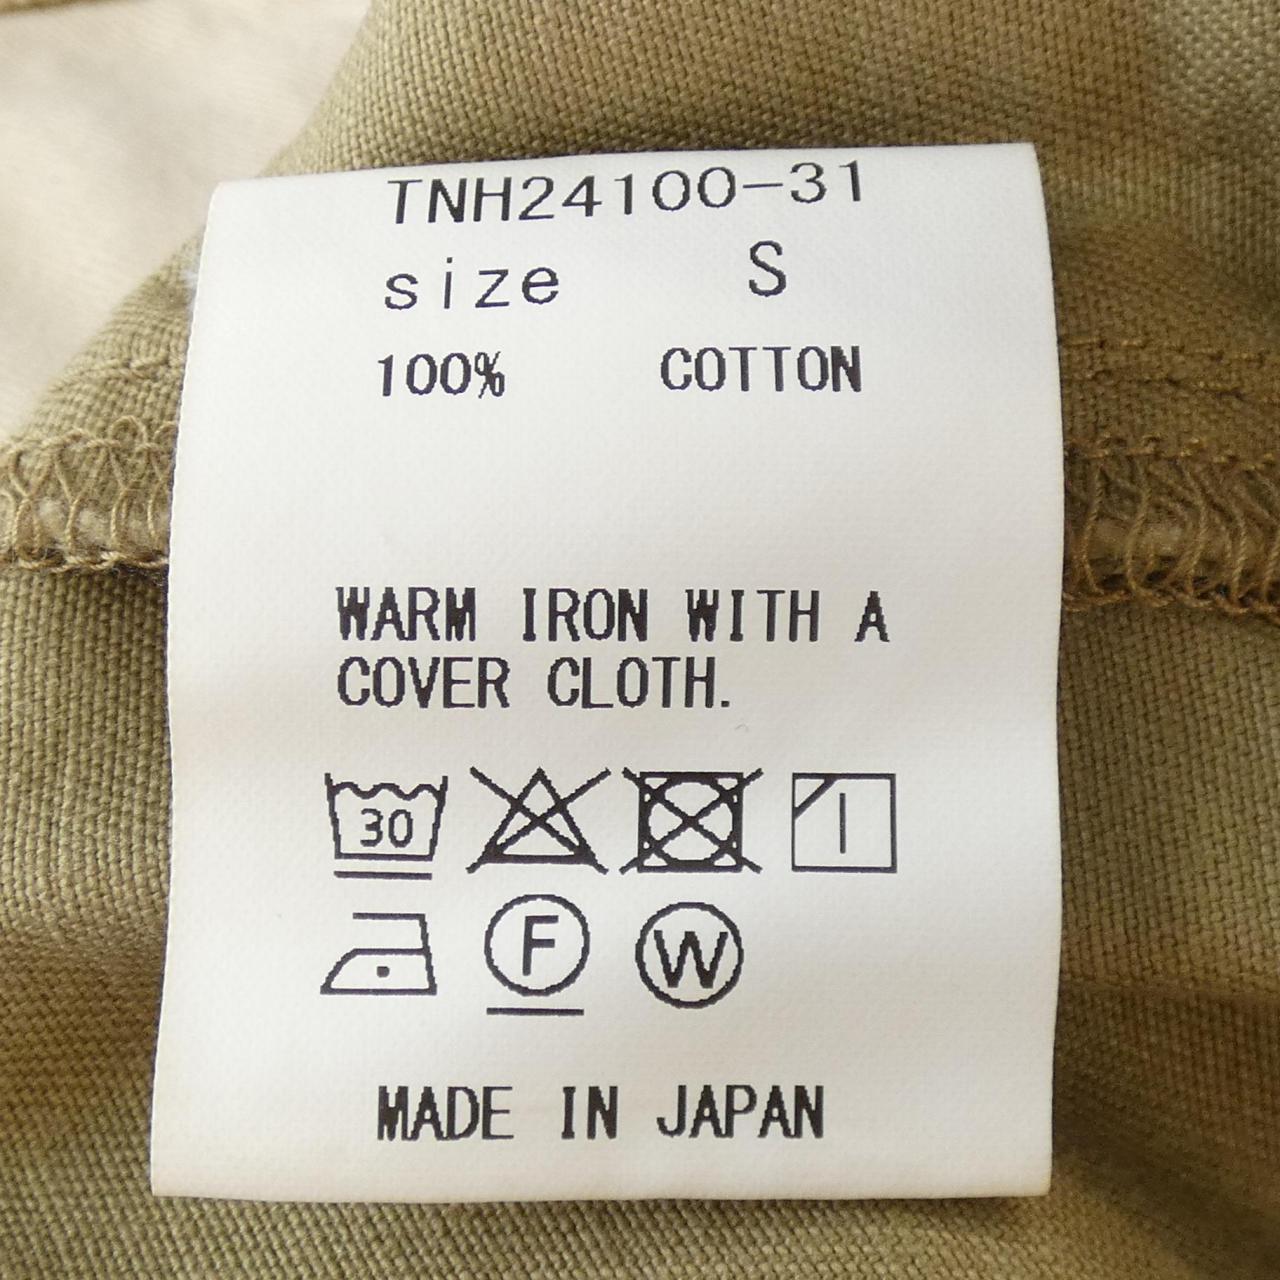 TNH24100-31
size S
100% COTTON
WARM IRON WITH A
COVER CLOTH.
30
F W
MADE IN JAPAN